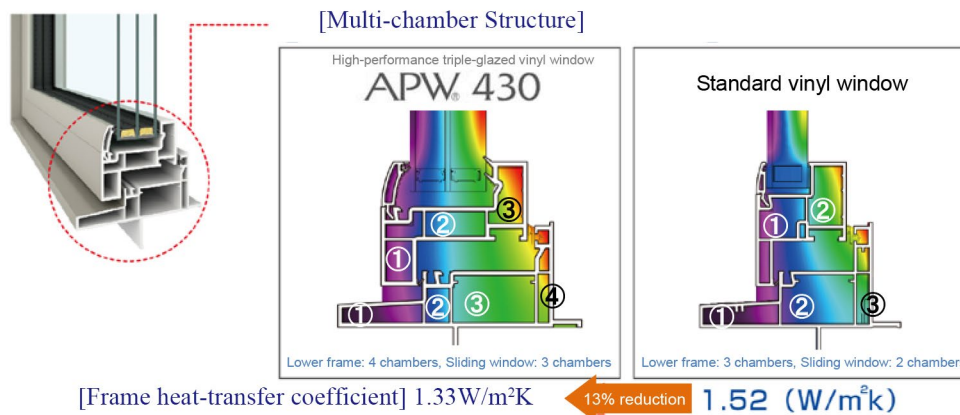 [Multi-chamber Structure]
High-performance triple-glazed vinyl window
APW® 430
③
②
①
④
① ② ③
Lower frame: 4 chambers, Sliding window: 3 chambers
Standard vinyl window
②
①
① ② ③
Lower frame: 3 chambers, Sliding window: 2 chambers
[Frame heat-transfer coefficient] 1.33W/m²K
13% reduction
1.52 (W/m²k)